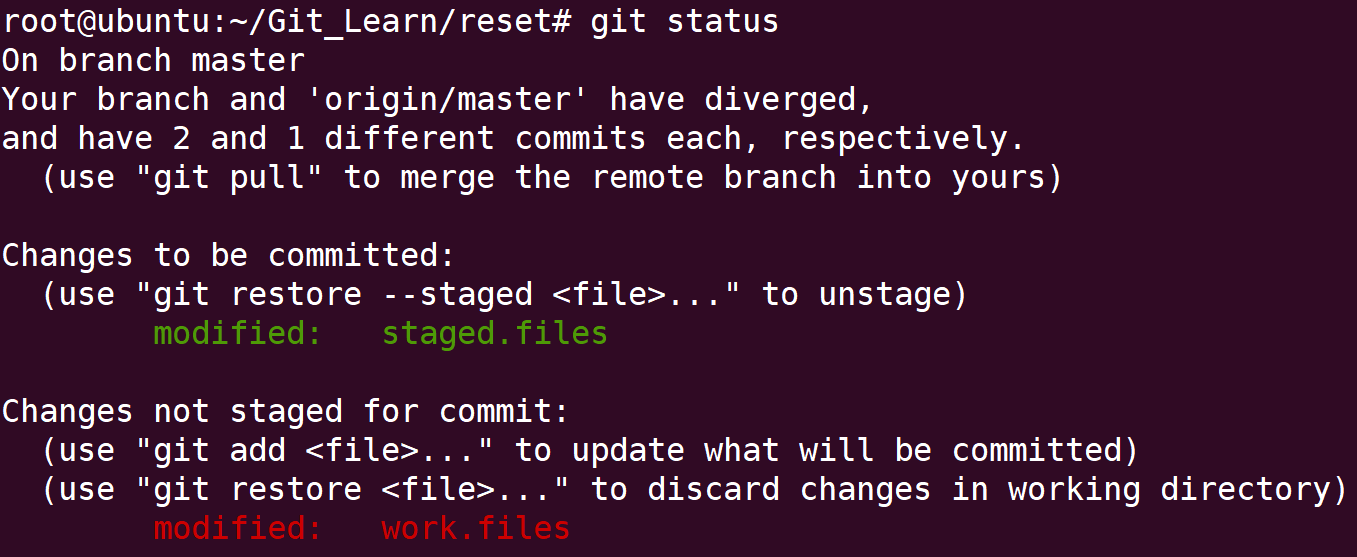 root@ubuntu:~/Git_Learn/reset# git status
On branch master
Your branch and 'origin/master' have diverged,
and have 2 and 1 different commits each, respectively.
  (use "git pull" to merge the remote branch into yours)

Changes to be committed:
  (use "git restore --staged <file>..." to unstage)
        modified:   staged.files

Changes not staged for commit:
  (use "git add <file>..." to update what will be committed)
  (use "git restore <file>..." to discard changes in working directory)
        modified:   work.files